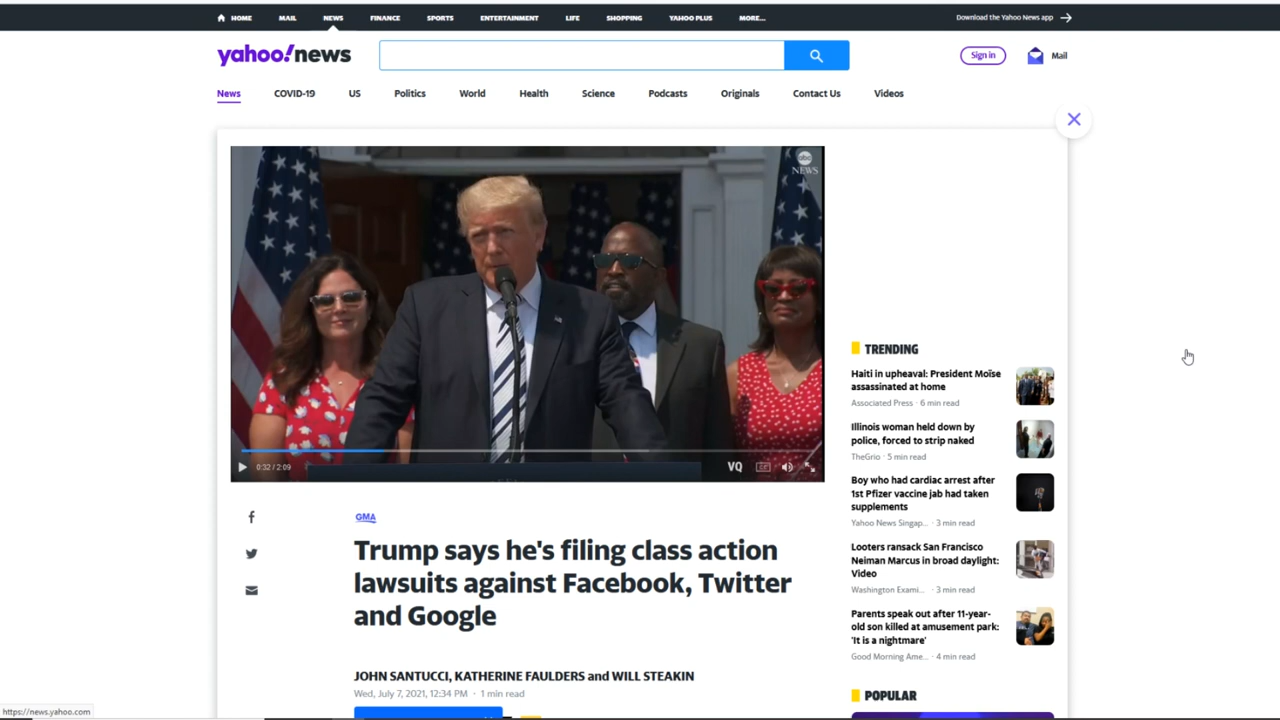 HOME MAIL NEWS FINANCE SPORTS ENTERTAINMENT LIFE SHOPPING YAHOO PLUS MORE... Download the Yahoo News app
yahoo!news
Sign in
Mail
News COVID-19 US Politics World Health Science Podcasts Originals Contact Us Videos
abc
NEWS
0:32 / 2:09
VQ
CC
GMA
Trump says he's filing class action
lawsuits against Facebook, Twitter
and Google
JOHN SANTUCCI, KATHERINE FAULDERS and WILL STEAKIN
Wed, July 7, 2021, 12:34 PM · 1 min read
TRENDING
Haiti in upheaval: President Moïse
assassinated at home
Associated Press · 6 min read
Illinois woman held down by
police, forced to strip naked
TheGrio · 5 min read
Boy who had cardiac arrest after
1st Pfizer vaccine jab had taken
supplements
Yahoo News Singap... · 3 min read
Looters ransack San Francisco
Neiman Marcus in broad daylight:
Video
Washington Exami... · 3 min read
Parents speak out after 11-year-
old son killed at amusement park:
'It is a nightmare'
Good Morning Ame... · 4 min read
POPULAR
https://news.yahoo.com